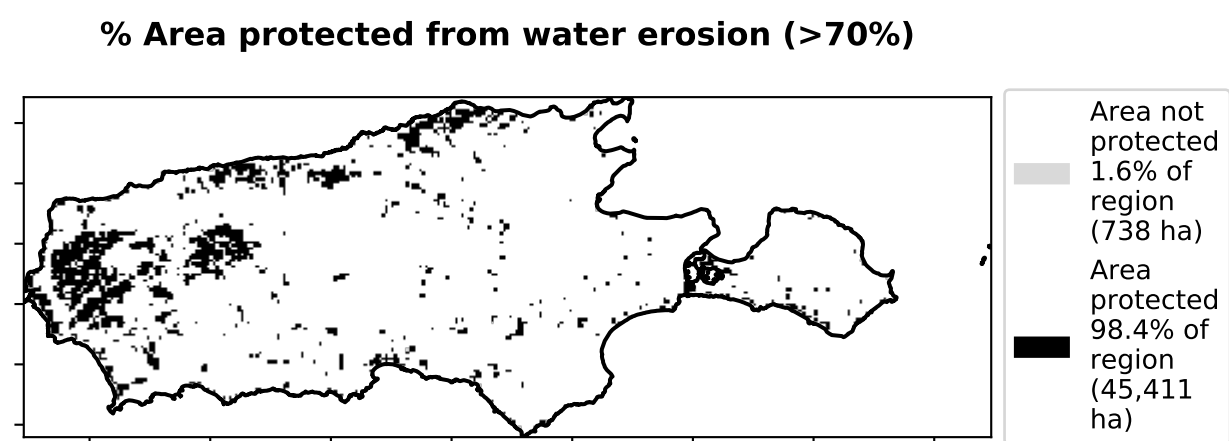 % Area protected from water erosion (>70%)
Area not
protected
1.6% of
region
(738 ha)
Area
protected
98.4% of
region
(45,411
ha)